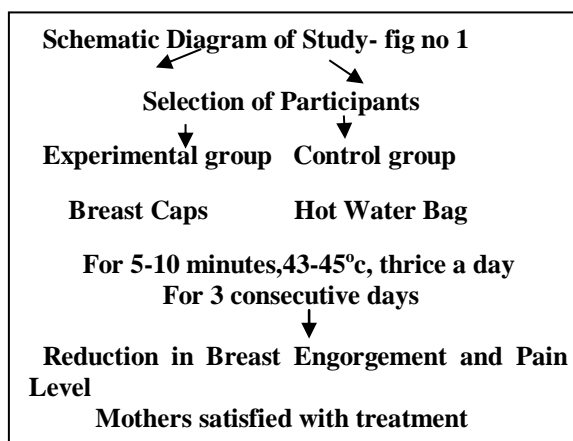 Schematic Diagram of Study- fig no 1
Selection of Participants
Experimental group Control group
Breast Caps Hot Water Bag
For 5-10 minutes,43-45ºc, thrice a day
For 3 consecutive days
Reduction in Breast Engorgement and Pain
Level
Mothers satisfied with treatment